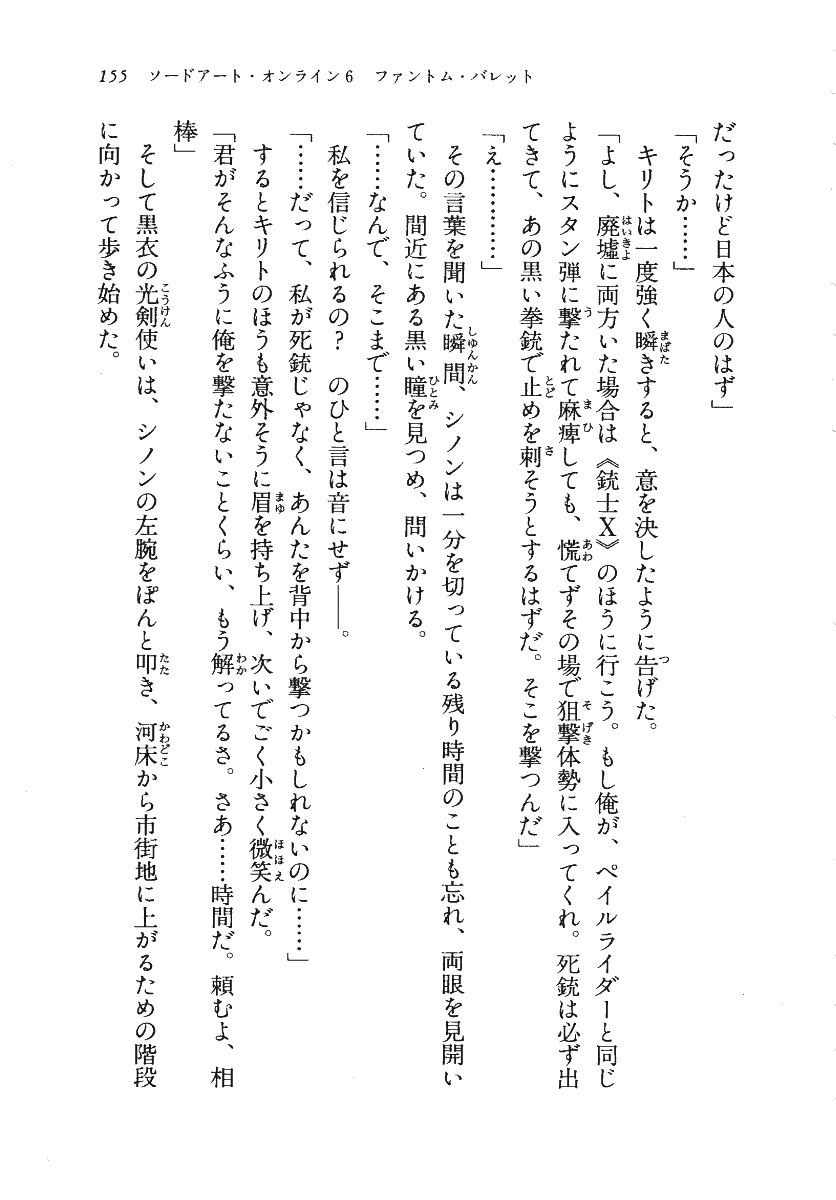 155　ソードアート・オンライン6　ファントム・バレット
だったけど日本の人のはず」
「そうか……」
　キリトは一度強く瞬きすると、意を決したように告げた。
「よし、廃墟に両方いた場合は《銃士X》のほうに行こう。もし俺が、ペイルライダーと同じ
ようにスタン弾に撃たれて麻痺しても、慌てずその場で狙撃体勢に入ってくれ。死銃は必ず出
てきて、あの黒い拳銃で止めを刺そうとするはずだ。そこを撃つんだ」
「え…………」
　その言葉を聞いた瞬間、シノンは一分を切っている残り時間のことも忘れ、両眼を見開い
ていた。間近にある黒い瞳を見つめ、問いかける。
「……なんで、そこまで……」
　私を信じられるの？　のひと言は音にせず――。
「……だって、私が死銃じゃなく、あんたを背中から撃つかもしれないのに……」
　するとキリトのほうも意外そうに眉を持ち上げ、次いでごく小さく微笑んだ。
「君がそんなふうに俺を撃たないことくらい、もう解ってるさ。さあ……時間だ。頼むよ、相
棒」
　そして黒衣の光剣使いは、シノンの左腕をぽんと叩き、河床から市街地に上がるための階段
に向かって歩き始めた。